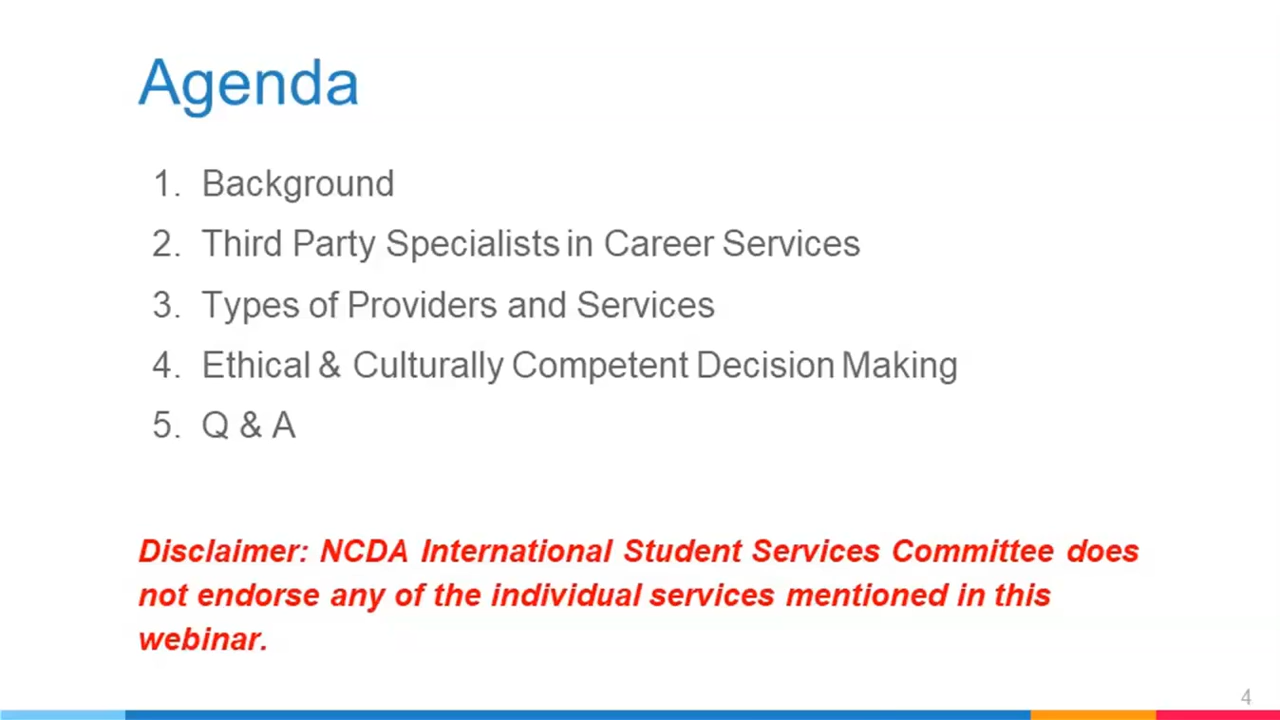 Agenda
1. Background
2. Third Party Specialists in Career Services
3. Types of Providers and Services
4. Ethical & Culturally Competent Decision Making
5. Q & A
Disclaimer: NCDA International Student Services Committee does
not endorse any of the individual services mentioned in this
webinar.
4